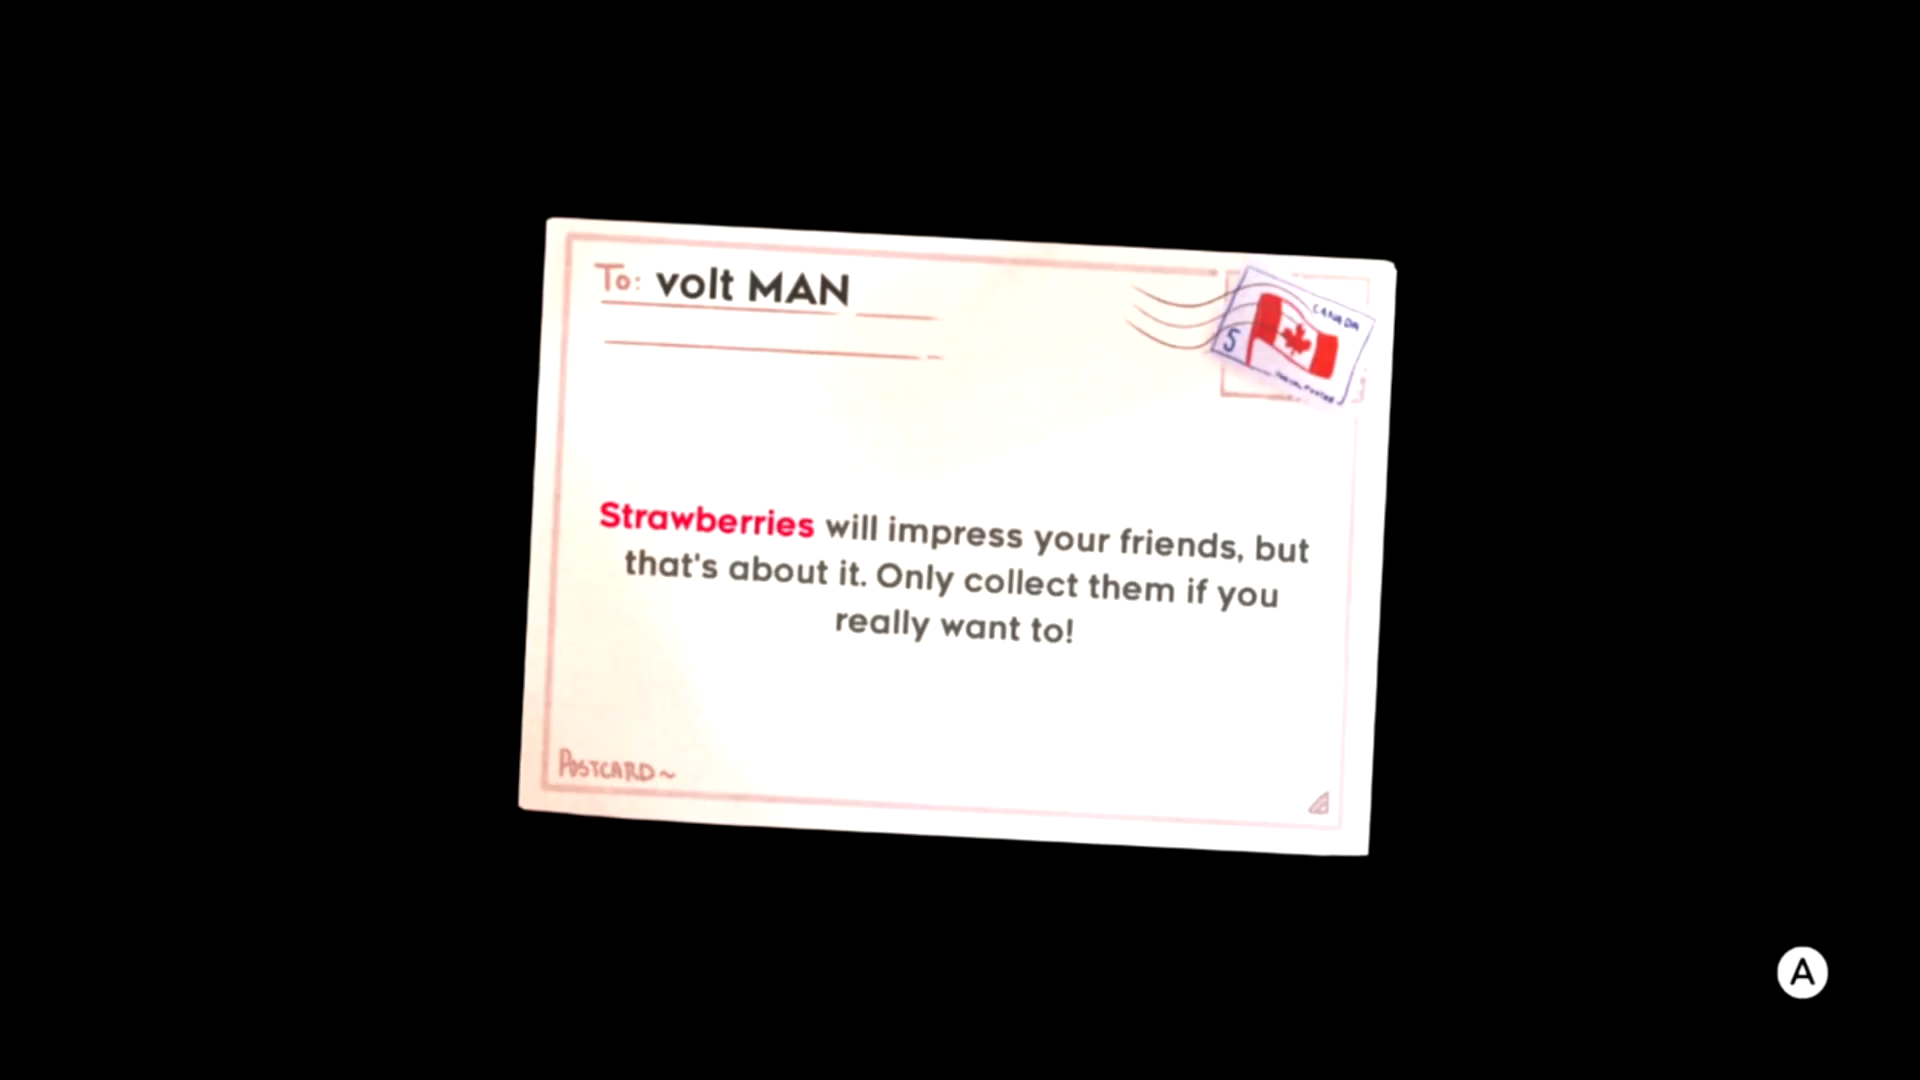 To: volt MAN
CANADA
5
Strawberries will impress your friends, but
that's about it. Only collect them if you
really want to!
POSTCARD~
A